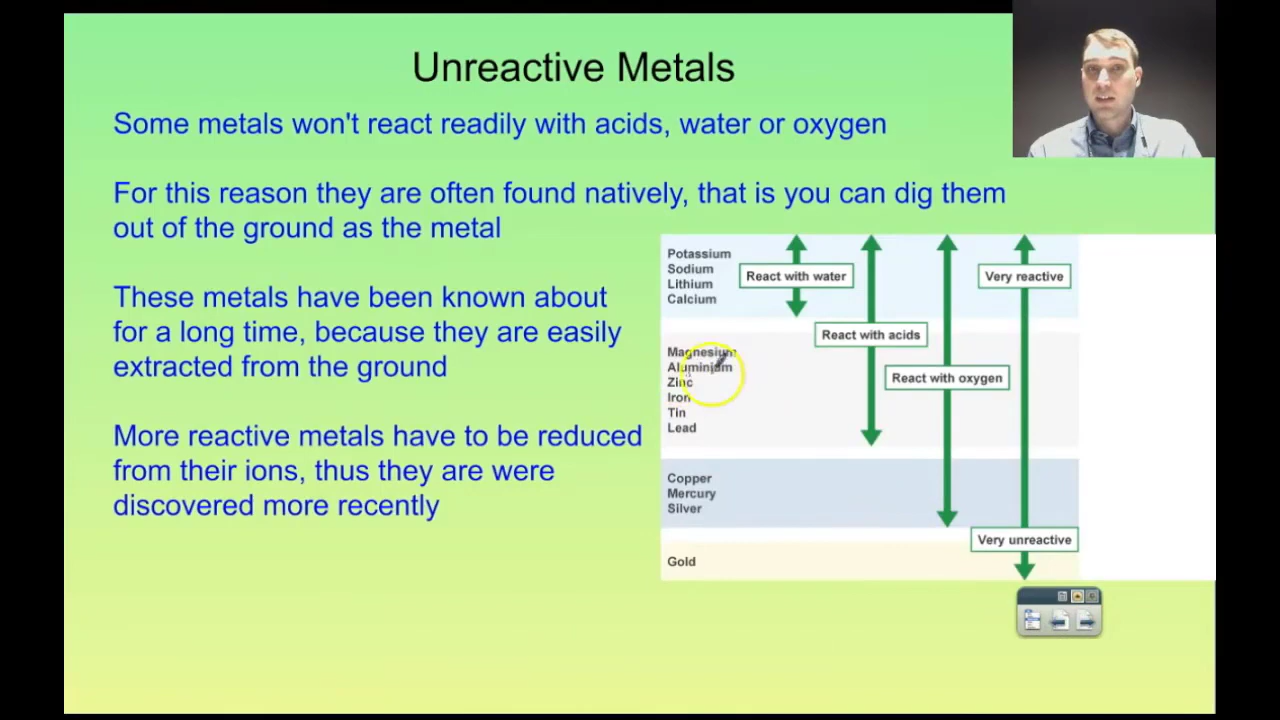 Unreactive Metals
Some metals won't react readily with acids, water or oxygen
For this reason they are often found natively, that is you can dig them
out of the ground as the metal
These metals have been known about
for a long time, because they are easily
extracted from the ground
More reactive metals have to be reduced
from their ions, thus they are were
discovered more recently
Potassium
Sodium
Lithium
Calcium
React with water
Very reactive
React with acids
Magnesium
Aluminium
Zinc
Iron
Tin
Lead
React with oxygen
Copper
Mercury
Silver
Very unreactive
Gold